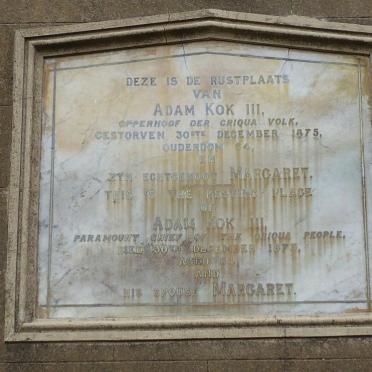 DEZE IS DE RUSTPLAATS
VAN
ADAM KOK III.
OPPERHOOF DER GRIQUA VOLK,
GESTORVEN 30STE DECEMBER 1875,
OUDERDOM 64,
EN
ZYN ECHTGENOOT MARGARET.
THIS IS THE RESTING PLACE
OF
ADAM KOK III.
PARAMOUNT CHIEF OF THE GRIQUA PEOPLE.
DIED 30TH DECEMBER 1875,
AGED
AND
HIS SPOUSE MARGARET.